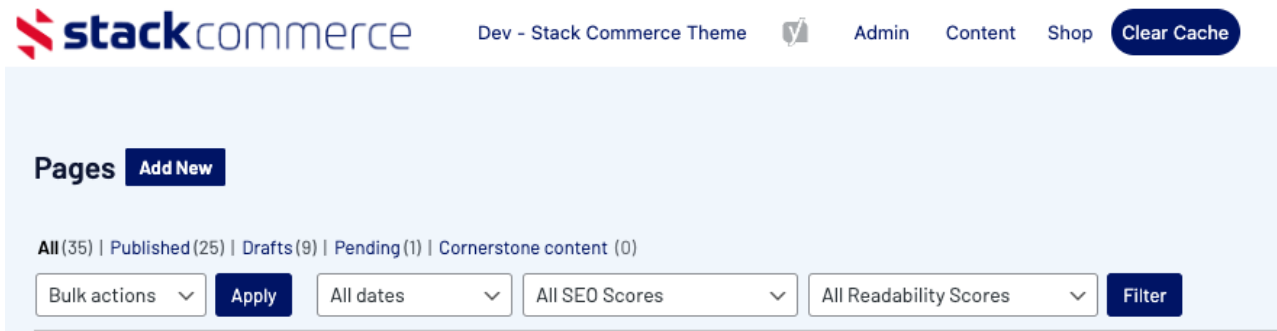 stackcommerce Dev - Stack Commerce Theme y Admin Content Shop Clear Cache
Pages Add New
All (35) | Published (25) | Drafts (9) | Pending (1) | Cornerstone content (0)
Bulk actions Apply All dates All SEO Scores All Readability Scores Filter